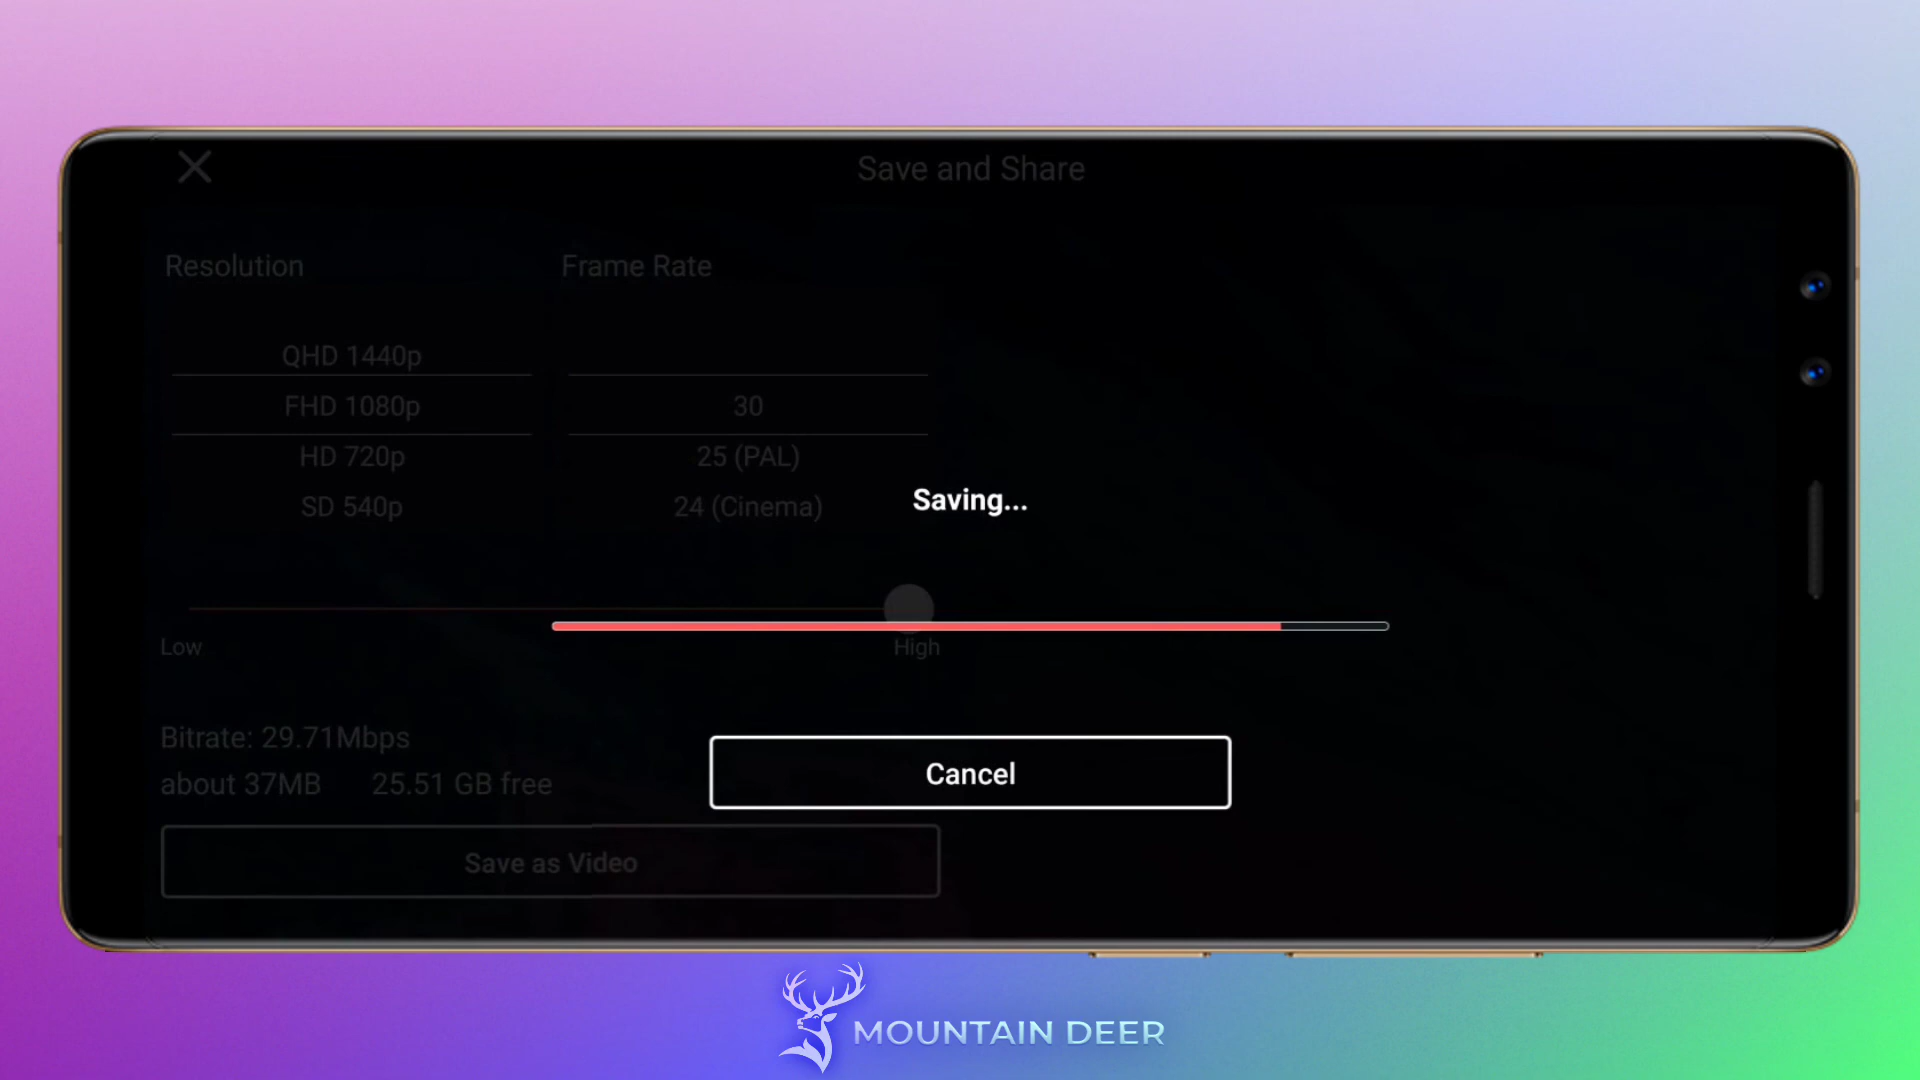 Save and Share
Resolution
Frame Rate
QHD 1440p
FHD 1080p
30
HD 720p
25 (PAL)
SD 540p
24 (Cinema)
Saving...
Low
High
Bitrate: 29.71Mbps
about 37MB 25.51 GB free
Cancel
Save as Video
MOUNTAIN DEER